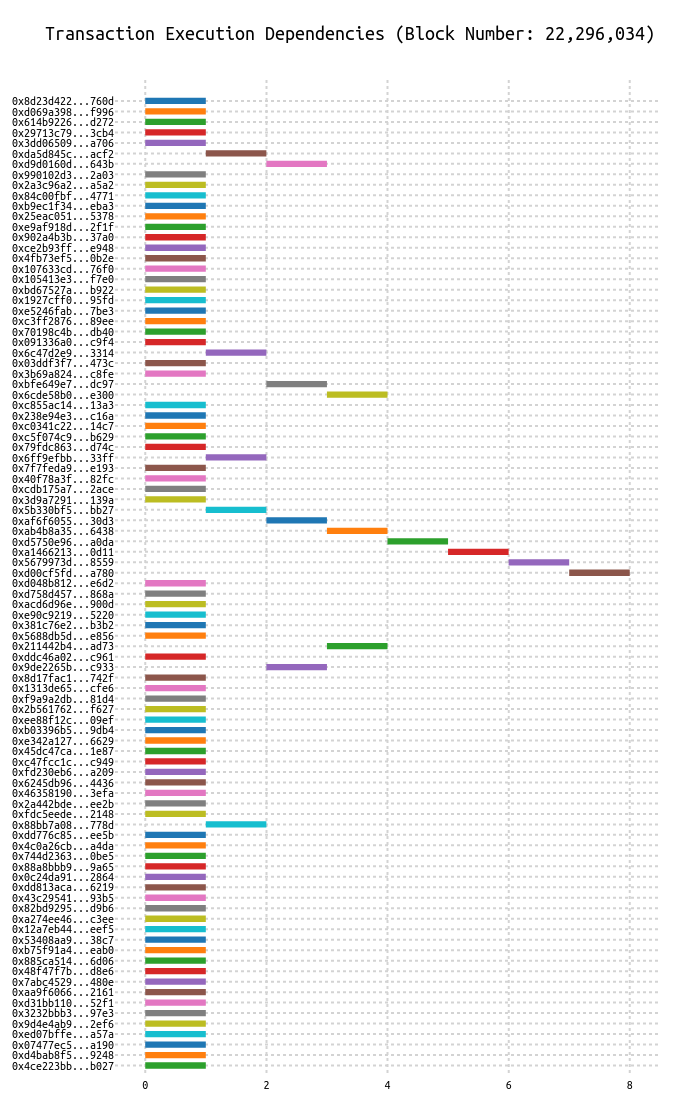 Transaction Execution Dependencies (Block Number: 22,296,034)
0x8d23d422...760d
0xd069a398...f996
0x614b9226...d272
0x29713c79...3cb4
0x3dd06509...a706
0xda5d845c...acf2
0xd9d0160d...643b
0x990102d3...2a03
0x2a3c96a2...a5a2
0x84c00fbf...4771
0xb9ec1f34...eba3
0x25eac051...5378
0xe9af918d...2f1f
0x902a4b3b...37a0
0xce2b93ff...e948
0x4fb73ef5...0b2e
0x107633cd...76f0
0x105413e3...f7e0
0xbd67527a...b922
0x1927cff0...95fd
0xe5246fab...7be3
0xc3ff2876...89ee
0x70198c4b...db40
0x091336a0...c9f4
0x6c47d2e9...3314
0x03ddf3f7...473c
0x3b69a824...c8fe
0xbfe649e7...dc97
0x6cde58b0...e300
0xc855ac14...13a3
0x238e94e3...c16a
0xc0341c22...14c7
0xc5f074c9...b629
0x79fdc863...d74c
0x6ff9efbb...33ff
0x7f7feda9...e193
0x40f78a3f...82fc
0xcdb175a7...2ace
0x3d9a7291...139a
0x5b330bf5...bb27
0xaf6f6055...30d3
0xab4b8a35...6438
0xd5750e96...a0da
0xa1466213...0d11
0x5679973d...8559
0xd00cf5fd...a780
0xd048b812...e6d2
0xd758d457...868a
0xacd6d96e...900d
0xe90c9219...5220
0x381c76e2...b3b2
0x5688db5d...e856
0x211442b4...ad73
0xddc46a02...c961
0x9de2265b...c933
0x8d17fac1...742f
0x1313de65...cfe6
0xf9a9a2db...81d4
0x2b561762...f627
0xee88f12c...09ef
0xb03396b5...9db4
0xe342a127...6629
0x45dc47ca...1e87
0xc47fcc1c...c949
0xfd230eb6...a209
0x6245db96...4436
0x46358190...3efa
0x2a442bde...ee2b
0xfdc5eede...2148
0x88bb7a08...778d
0xdd776c85...ee5b
0x4c0a26cb...a4da
0x744d2363...0be5
0x88a8bbb9...9a65
0x0c24da91...2864
0xdd813aca...6219
0x43c29541...93b5
0x82bd9295...d9b6
0xa274ee46...c3ee
0x12a7eb44...eef5
0x53408aa9...38c7
0xb75f91a4...eab0
0x885ca514...6d06
0x48f47f7b...d8e6
0x7abc4529...480e
0xaa9f6066...2161
0xd31bb110...52f1
0x3232bbb3...97e3
0x9d4e4ab9...2ef6
0xed07bffe...a57a
0x07477ec5...a190
0xd4bab8f5...9248
0x4ce223bb...b027
0 2 4 6 8